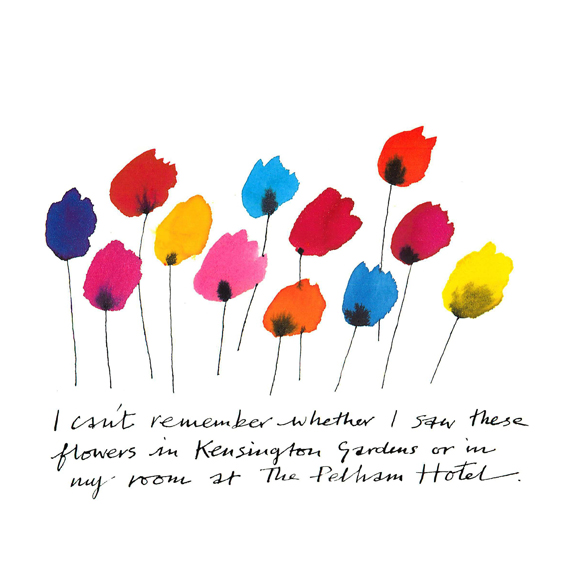 I can't remember whether I saw these
flowers in Kensington Gardens or in
my room at The Pelham Hotel.